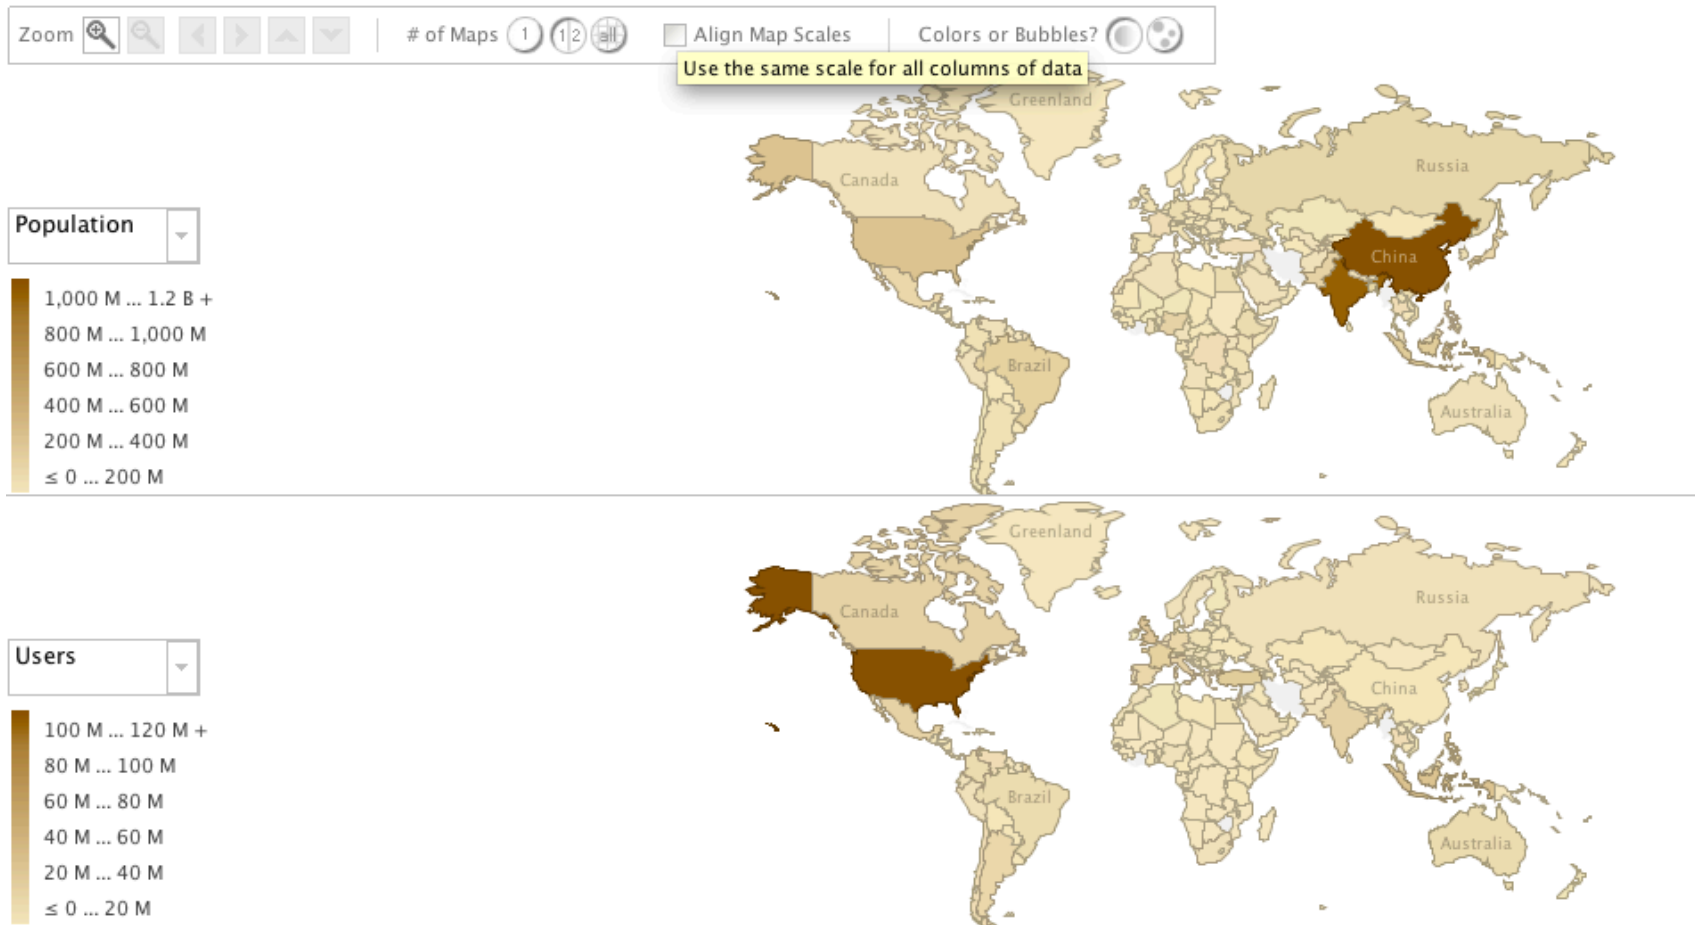 Zoom # of Maps 1 1 2 all Align Map Scales Colors or Bubbles?
Use the same scale for all columns of data
Greenland
Russia
Canada
China
Brazil
Australia
Population
1,000 M ... 1.2 B +
800 M ... 1,000 M
600 M ... 800 M
400 M ... 600 M
200 M ... 400 M
≤ 0 ... 200 M
Greenland
Russia
Canada
China
Brazil
Australia
Users
100 M ... 120 M +
80 M ... 100 M
60 M ... 80 M
40 M ... 60 M
20 M ... 40 M
≤ 0 ... 20 M